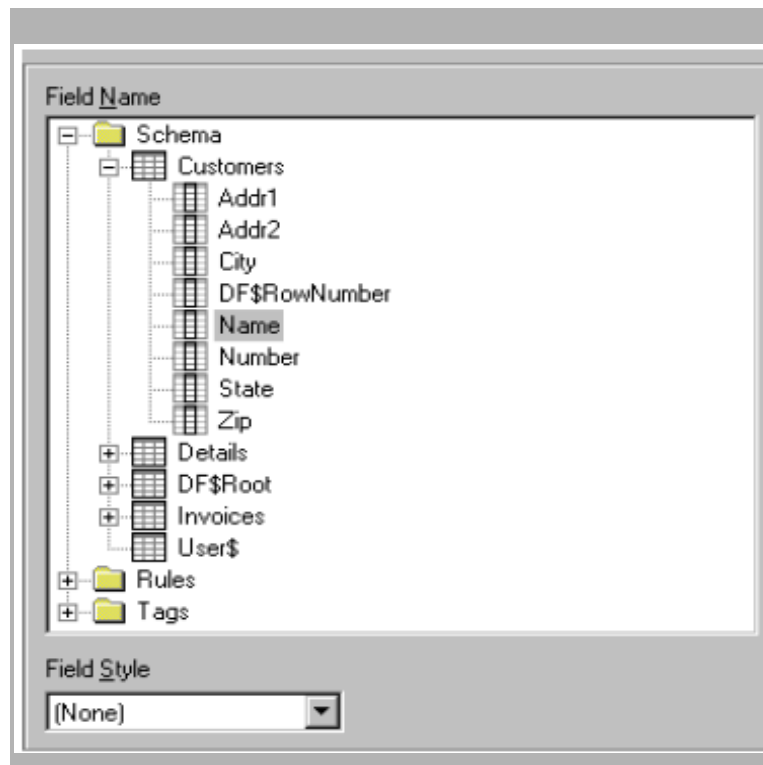 Field Name
Schema
Customers
Addr1
Addr2
City
DF$RowNumber
Name
Number
State
Zip
Details
DF$Root
Invoices
User$
Rules
Tags
Field Style
(None)